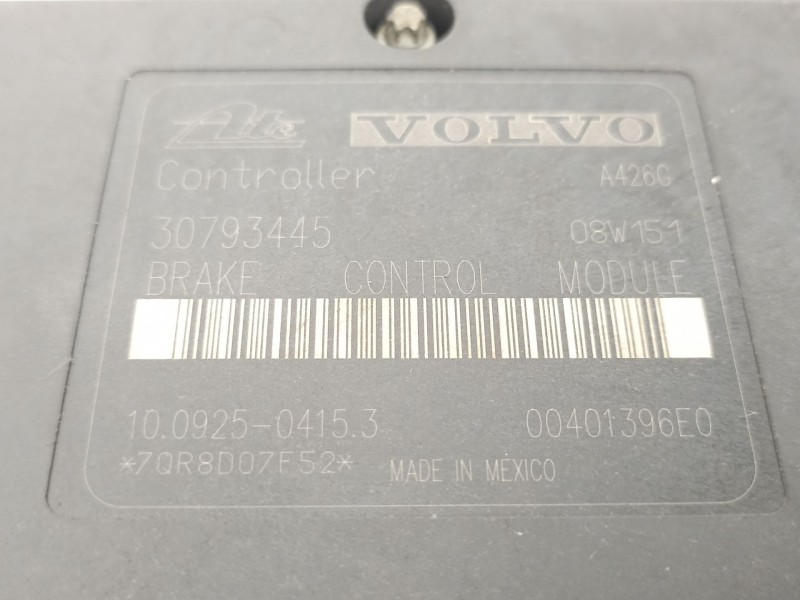 Ate VOLVO
Controller A426G
30793445 08W151
BRAKE CONTROL MODULE
10.0925-0415.3 00401396E0
*7QR8D07F52* MADE IN MEXICO